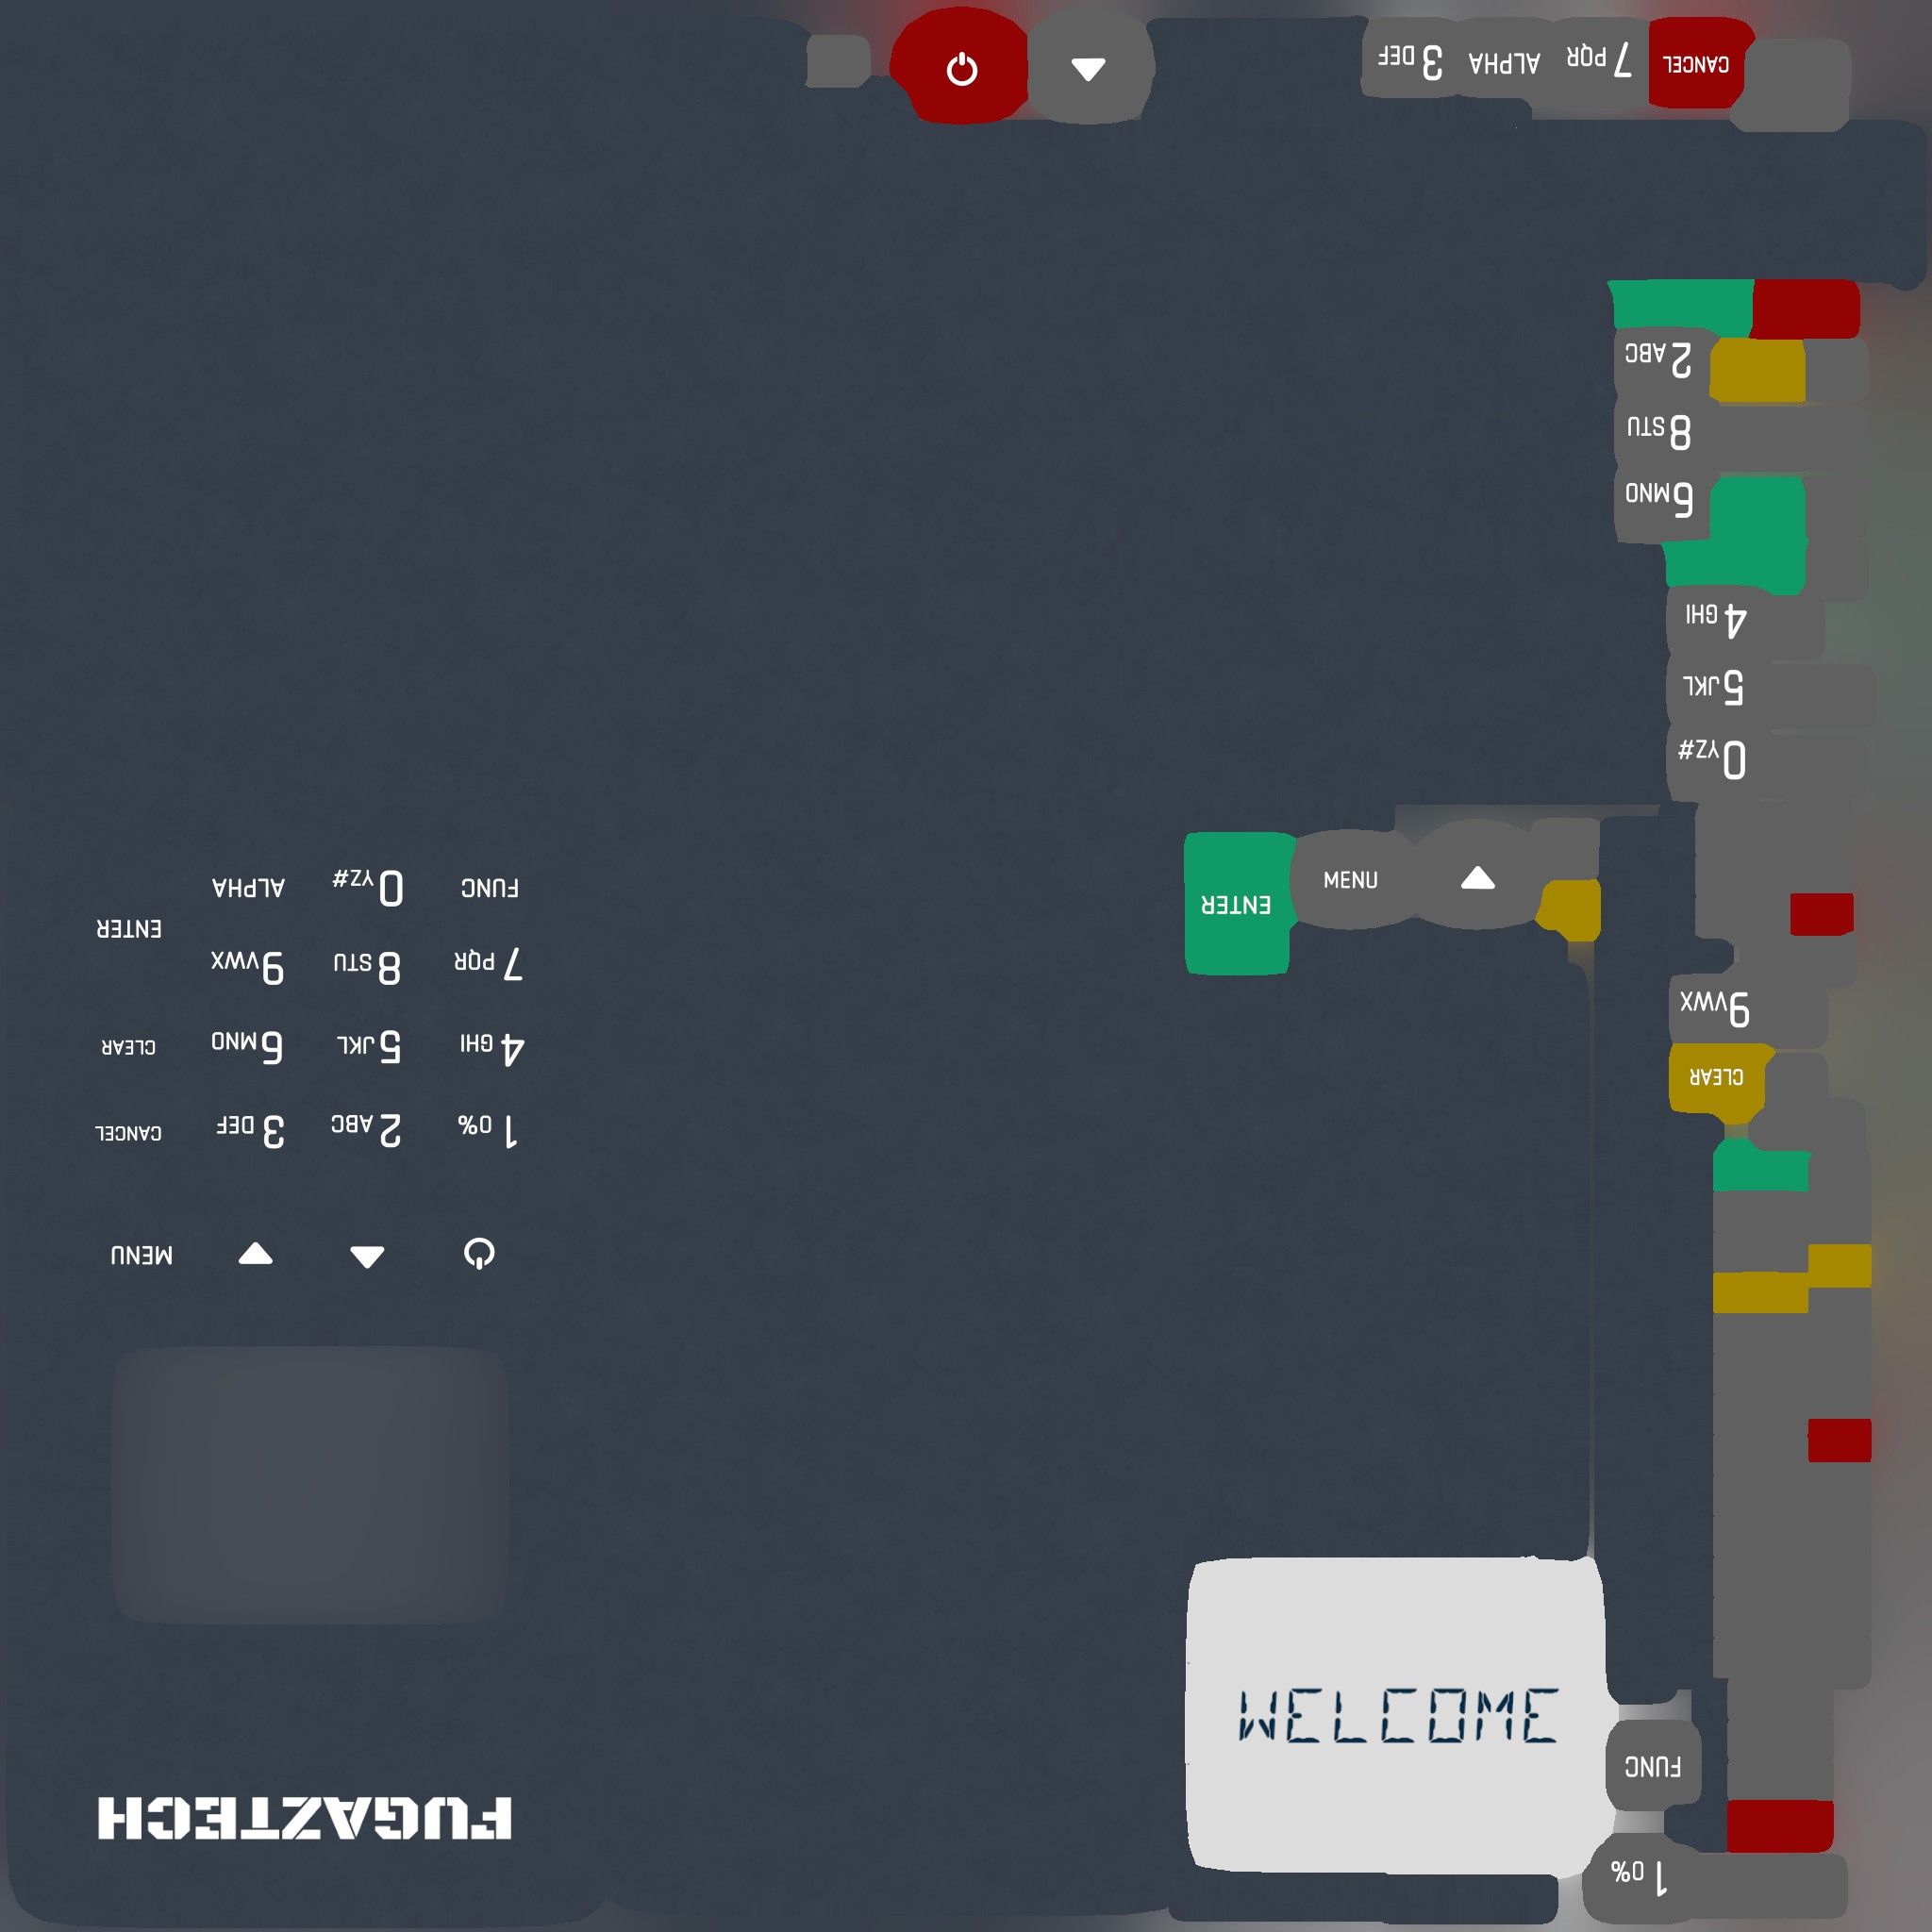 3 DEF ALPHA 7 PQR CANCEL
2 ABC
8 STU
6 MNO
4 GHI
5 JKL
0 YZ#
ENTER MENU
9 VWX
CLEAR
ALPHA 0 YZ# FUNC
ENTER
9 VWX 8 STU 7 PQR
CLEAR 6 MNO 5 JKL 4 GHI
CANCEL 3 DEF 2 ABC 1 0%
MENU
WELCOME
FUNC
FUGAZTECH
1 0%